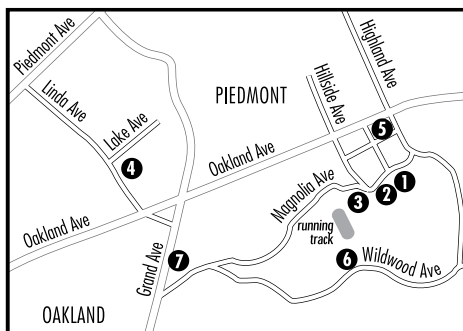 Piedmont Ave
Highland Ave
Linda Ave
Hillside Ave
PIEDMONT
Lake Ave
5
4
Oakland Ave
1
Magnolia Ave
3
2
running
track
Oakland Ave
Grand Ave
7
6
Wildwood Ave
OAKLAND